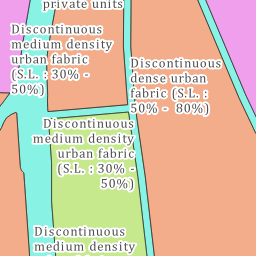 private units
Discontinuous
medium density
urban fabric
(S.L. : 30% -
50%)
Discontinuous
dense urban
fabric (S.L. :
50% -  80%)
Discontinuous
medium density
urban fabric
(S.L. : 30% -
50%)
Discontinuous
medium density